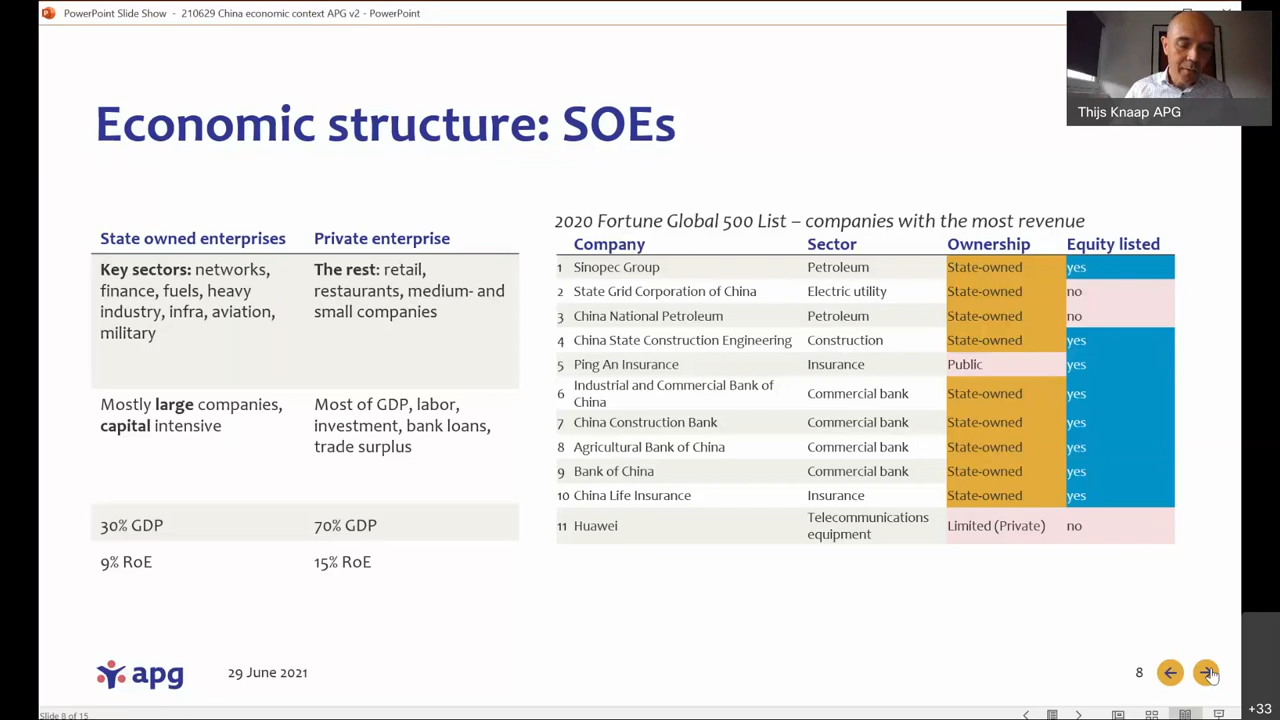 PowerPoint Slide Show - 210629 China economic context APG v2 - PowerPoint
Thijs Knaap APG
Economic structure: SOEs
State owned enterprises Private enterprise
Key sectors: networks, finance, fuels, heavy industry, infra, aviation, military
The rest: retail, restaurants, medium- and small companies
Mostly large companies, capital intensive
Most of GDP, labor, investment, bank loans, trade surplus
30% GDP 70% GDP
9% RoE 15% RoE
2020 Fortune Global 500 List – companies with the most revenue
Company Sector Ownership Equity listed
1 Sinopec Group Petroleum State-owned yes
2 State Grid Corporation of China Electric utility State-owned no
3 China National Petroleum Petroleum State-owned no
4 China State Construction Engineering Construction State-owned yes
5 Ping An Insurance Insurance Public yes
6 Industrial and Commercial Bank of China Commercial bank State-owned yes
7 China Construction Bank Commercial bank State-owned yes
8 Agricultural Bank of China Commercial bank State-owned yes
9 Bank of China Commercial bank State-owned yes
10 China Life Insurance Insurance State-owned yes
11 Huawei Telecommunications equipment Limited (Private) no
apg
29 June 2021
8
+33
Slide 8 of 15